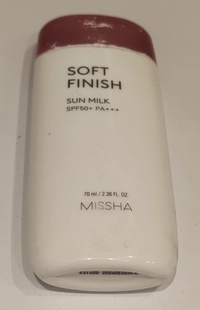 SOFT
FINISH
SUN MILK
SPF50+ PA+++
70 ml / 2.36 FL. OZ.
MISSHA